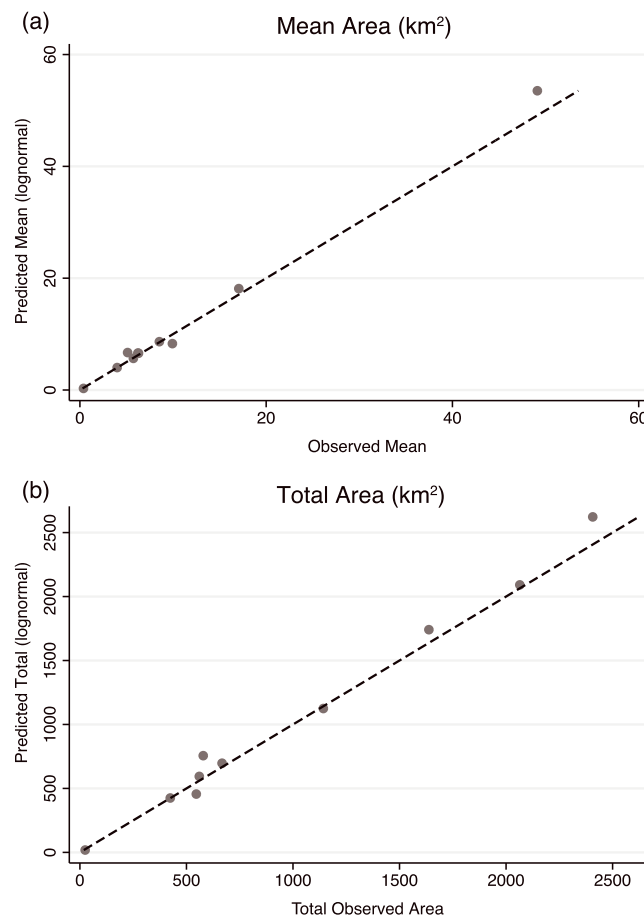 (a)
Mean Area (km²)
60
40
20
0
Predicted Mean (lognormal)
0 20 40 60
Observed Mean
(b)
Total Area (km²)
2500
2000
1500
1000
500
0
Predicted Total (lognormal)
0 500 1000 1500 2000 2500
Total Observed Area